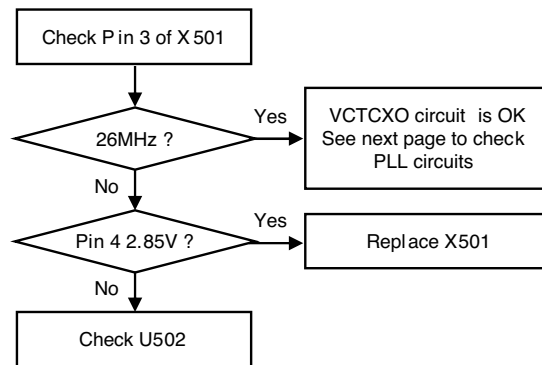 Check Pin 3 of X501
26MHz ?
Yes
VCTCXO circuit is OK
See next page to check
PLL circuits
No
Pin 4 2.85V ?
Yes
Replace X501
No
Check U502